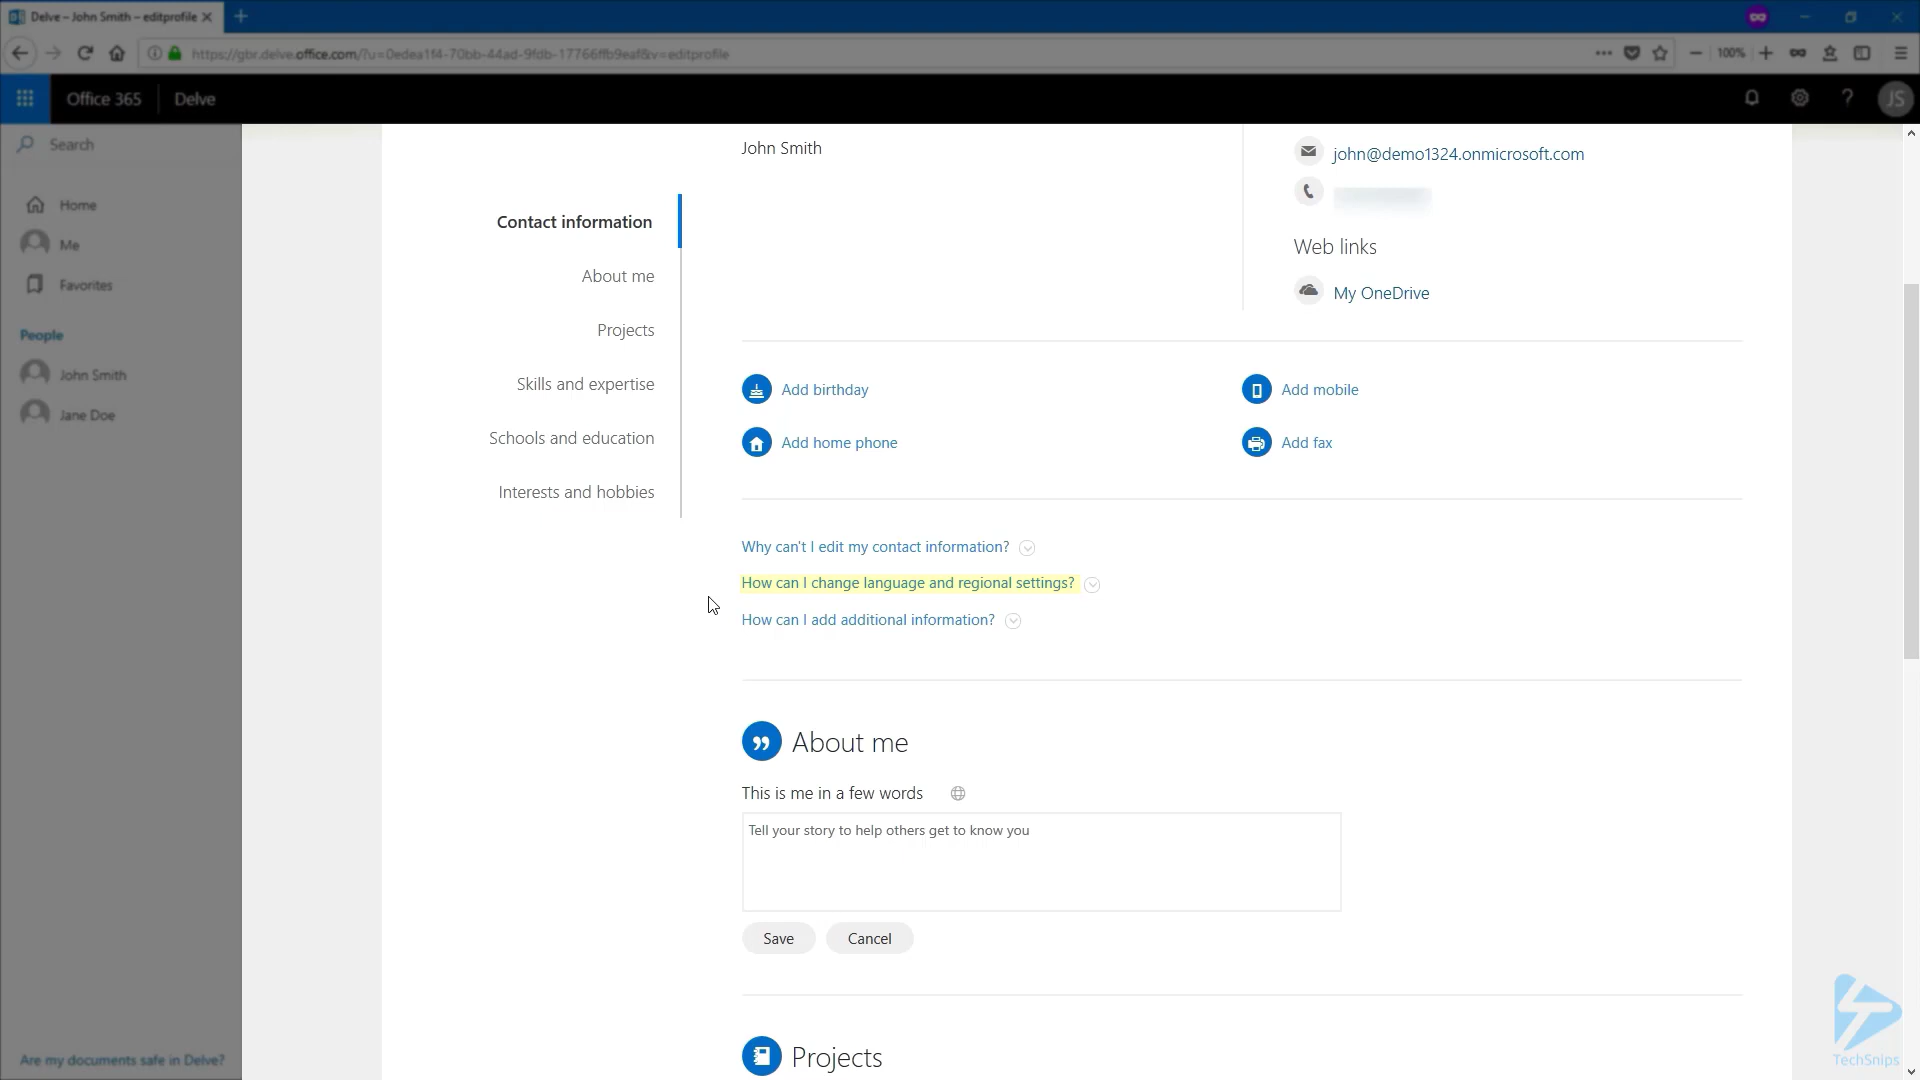 Delve – John Smith – editprofile
https://gbr.delve.office.com/?u=0edea1f4-70bb-44ad-9fdb-17766ffb9eaf&v=editprofile
100%
Office 365
Delve
JS
Search
Home
Me
Favorites
People
John Smith
Jane Doe
Are my documents safe in Delve?
Contact information
About me
Projects
Skills and expertise
Schools and education
Interests and hobbies
John Smith
john@demo1324.onmicrosoft.com
Web links
My OneDrive
Add birthday
Add mobile
Add home phone
Add fax
Why can't I edit my contact information?
How can I change language and regional settings?
How can I add additional information?
About me
This is me in a few words
Tell your story to help others get to know you
Save
Cancel
Projects
TechSnips